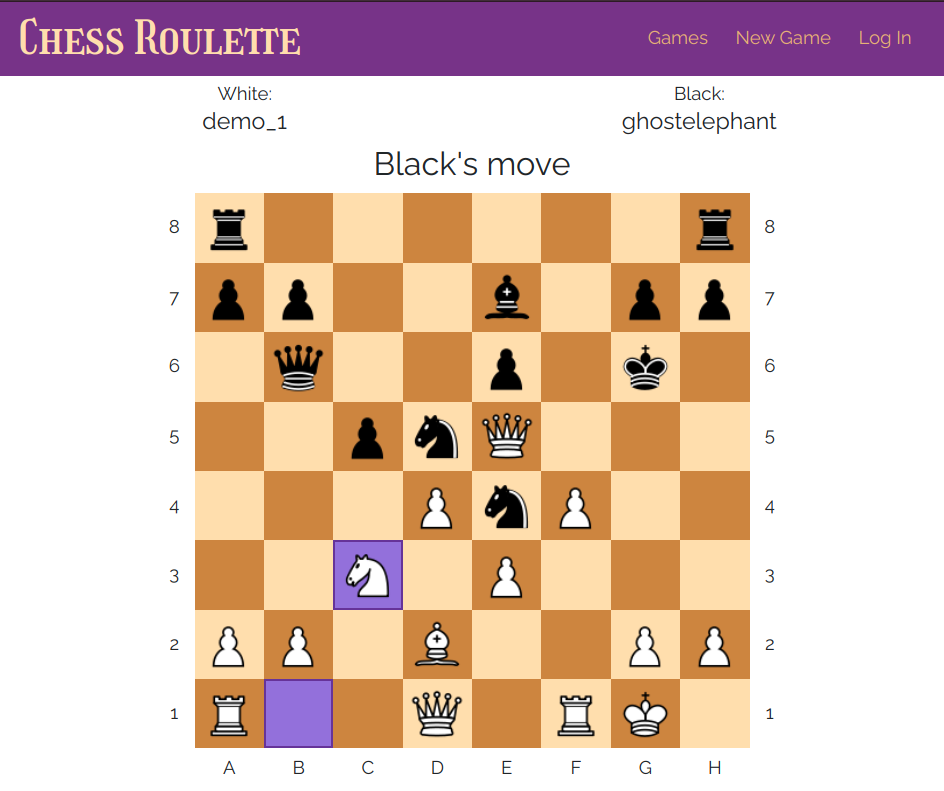 Chess Roulette
Games New Game Log In
White: Black:
demo_1 ghostelephant
Black's move
8 8
7 7
6 6
5 5
4 4
3 3
2 2
1 1
A B C D E F G H